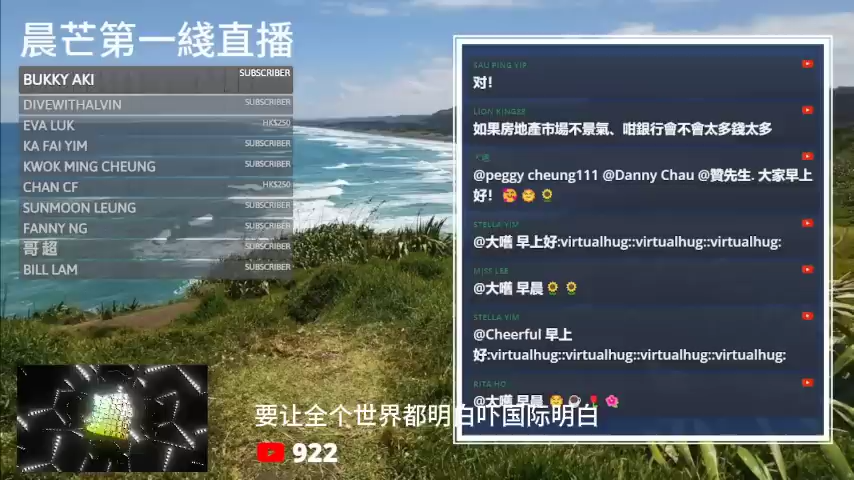 晨芒第一綫直播
BUKKY AKI SUBSCRIBER
DIVEWITHALVIN SUBSCRIBER
EVA LUK HK$250
KA FAI YIM SUBSCRIBER
KWOK MING CHEUNG SUBSCRIBER
CHAN CF HK$250
SUNMOON LEUNG SUBSCRIBER
FANNY NG SUBSCRIBER
哥 超 SUBSCRIBER
BILL LAM SUBSCRIBER
SAU PING YIP
对!
LION KINGEE
如果房地產市場不景氣、咁銀行會不會太多錢太多
@peggy cheung111 @Danny Chau @贊先生. 大家早上
好! 🥰 😊 🌻
STELLA YIM
@大嚿 早上好:virtualhug::virtualhug::virtualhug:
MISS LEE
@大嚿 早晨🌻 🌻
STELLA YIM
@Cheerful 早上
好:virtualhug::virtualhug::virtualhug::virtualhug:
RITA HO
@大嚿 早晨 😊 ☕ 🌹 🌺
要让全个世界都明白吓国际明白
922